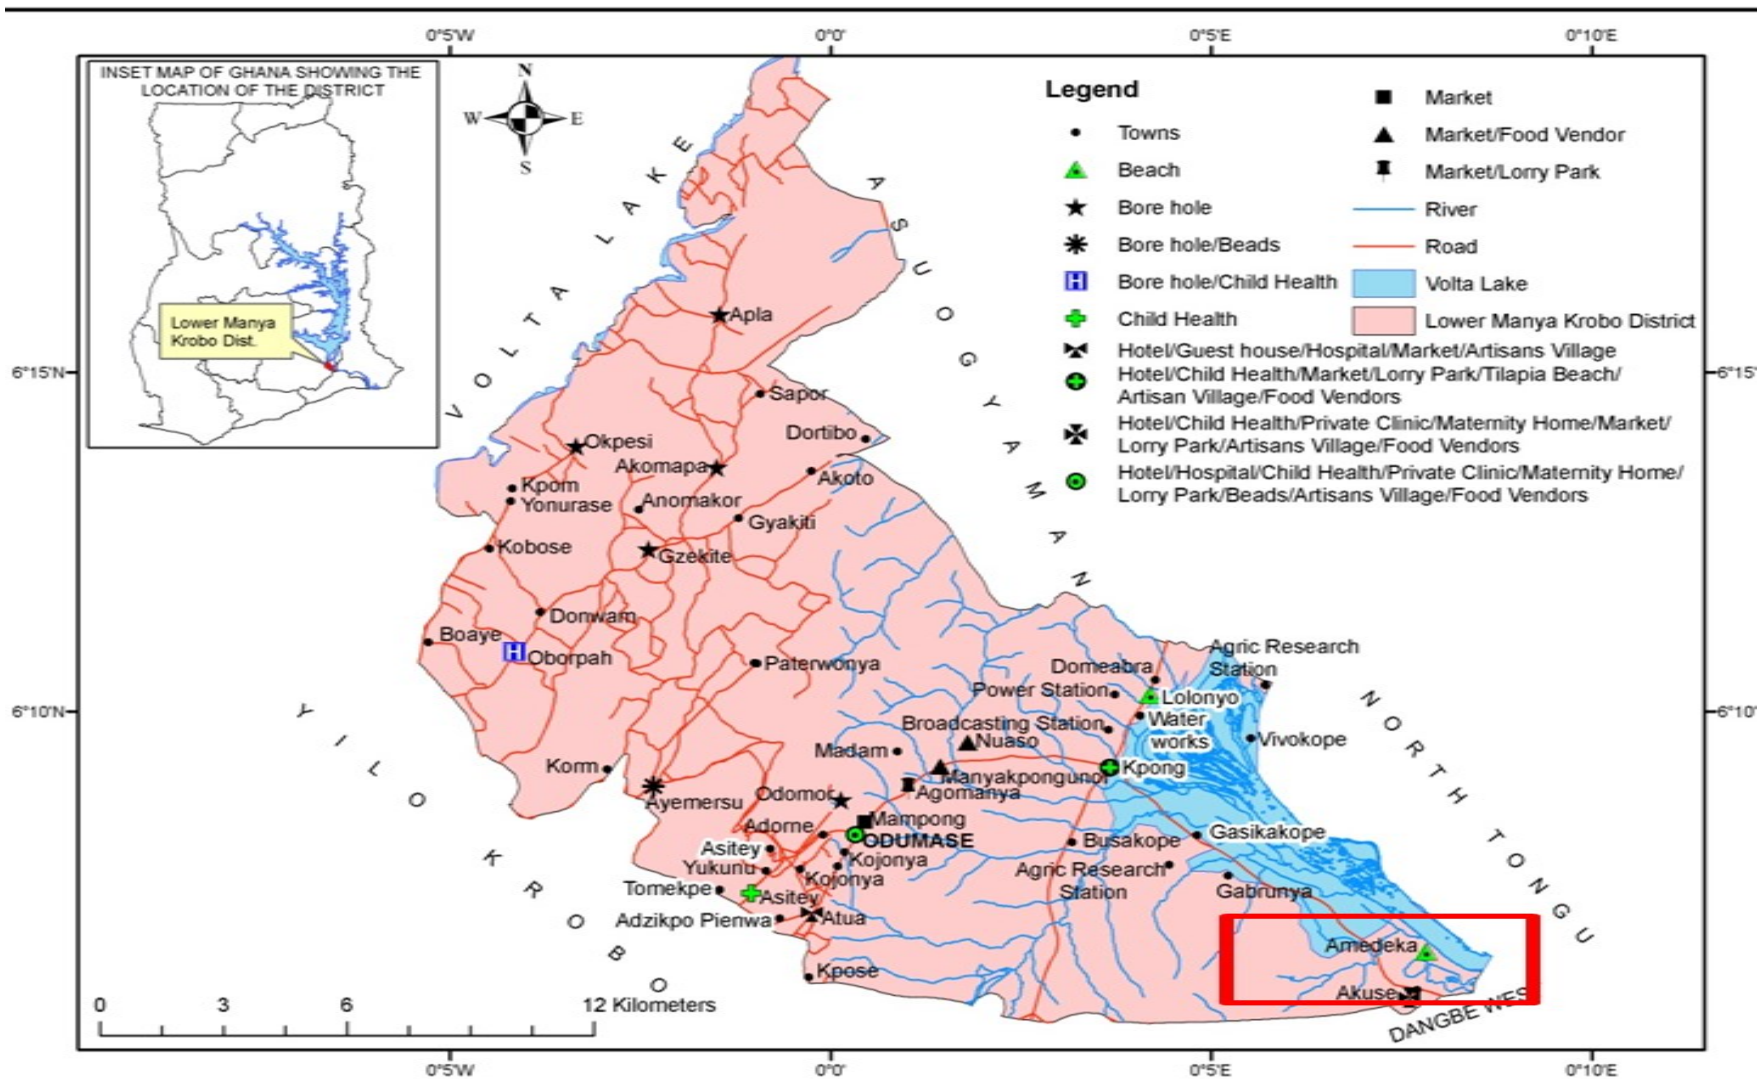 0°5'W 0°0' 0°5'E 0°10'E
INSET MAP OF GHANA SHOWING THE
LOCATION OF THE DISTRICT
Lower Manya
Krobo Dist.
N
W E
S
Legend
Towns
Beach
Bore hole
Bore hole/Beads
H Bore hole/Child Health
Child Health
Hotel/Guest house/Hospital/Market/Artisans Village
Hotel/Child Health/Market/Lorry Park/Tilapia Beach/
Artisan Village/Food Vendors
Hotel/Child Health/Private Clinic/Maternity Home/Market/
Lorry Park/Artisans Village/Food Vendors
Hotel/Hospital/Child Health/Private Clinic/Maternity Home/
Lorry Park/Beads/Artisans Village/Food Vendors
Market
Market/Food Vendor
Market/Lorry Park
River
Road
Volta Lake
Lower Manya Krobo District
VOLTA LAKE
ASUOGYAMAN
6°15'N
6°15'
Apla
Sapor
Dortibo
Okpesi
Akomapa
Akoto
Kpom
Yonurase
Anomakor
Gyakiti
Kobose
Gzekite
Donwam
Boaye
H
Oborpah
Paterwonya
Agric Research
Station
Domeabra
Power Station
Lolonyo
6°10'N
6°10'
Broadcasting Station
Water
works
Nuaso
Vivokope
Madam
Korm
Kpong
Manyakpongunor
Agomanya
Ayemersu
Odomor
Mampong
Adorne
ODUMASE
Busakope
Gasikakope
Asitey
Kojonya
Yukunu
Kojonya
Agric Research
Station
Tomekpe
Asitey
Gabrunya
Adzikpo Pienwa
Atua
Amedeka
Kpose
Akuse
YILO KROBO
NORTH TONGU
DANGBE WEST
0 3 6 12 Kilometers
0°5'W 0°0' 0°5'E 0°10'E